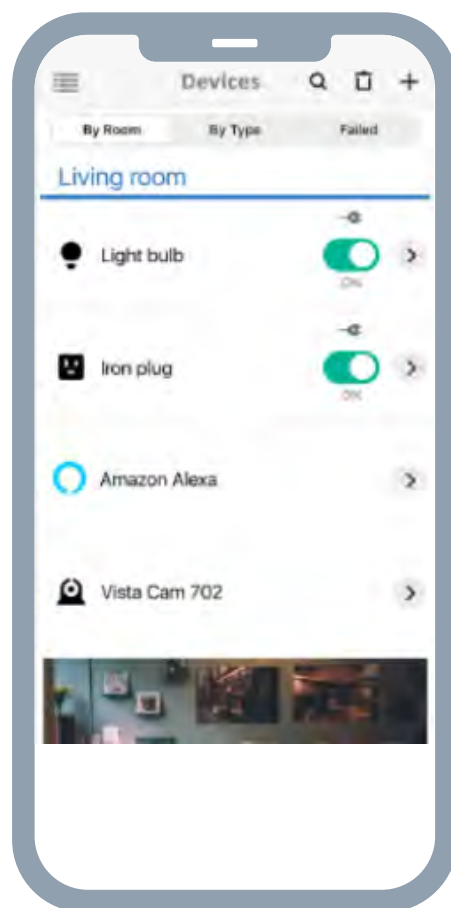 Devices
By Room By Type Failed
Living room
Light bulb
ON
Iron plug
ON
Amazon Alexa
Vista Cam 702